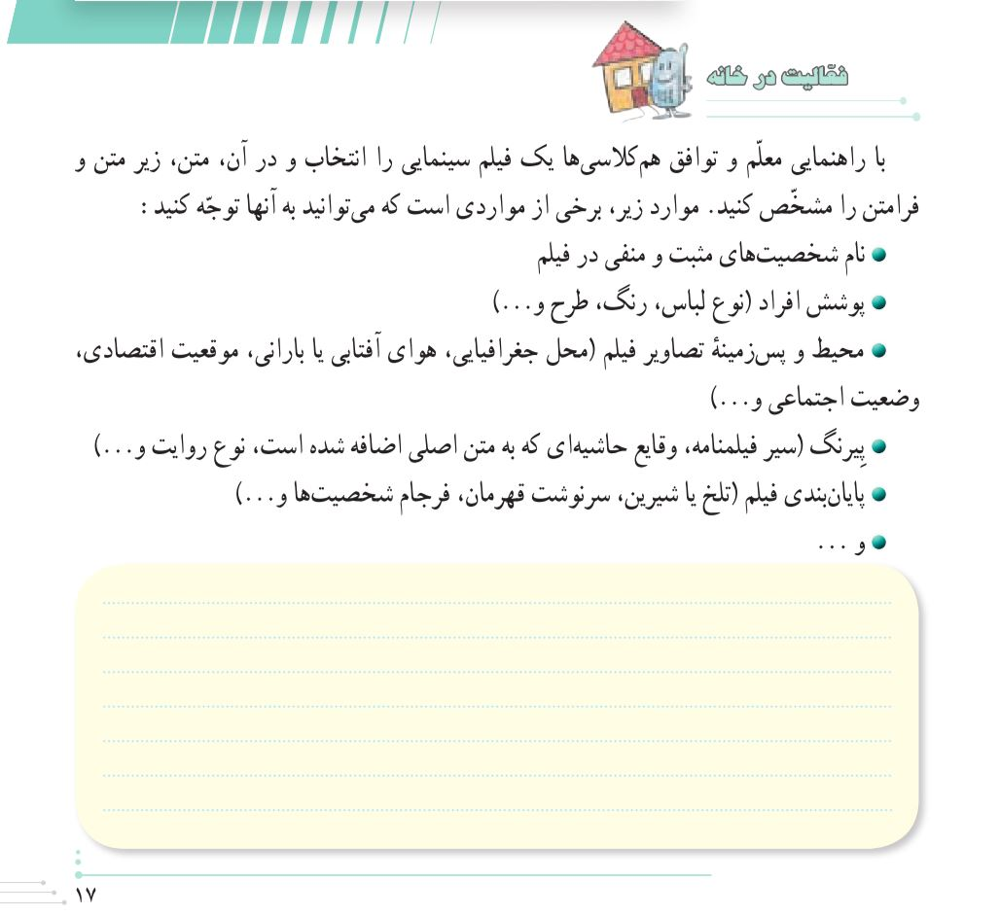 فعّالیت در خانه
با راهنمایی معلّم و توافق هم‌کلاسی‌ها یک فیلم سینمایی را انتخاب و در آن، متن، زیر متن و
فرامتن را مشخّص کنید. موارد زیر، برخی از مواردی است که می‌توانید به آنها توجّه کنید :
● نام شخصیت‌های مثبت و منفی در فیلم
● پوشش افراد (نوع لباس، رنگ، طرح و...)
● محیط و پس‌زمینهٔ تصاویر فیلم (محل جغرافیایی، هوای آفتابی یا بارانی، موقعیت اقتصادی،
وضعیت اجتماعی و...)
● پِیرنگ (سیر فیلمنامه، وقایع حاشیه‌ای که به متن اصلی اضافه شده است، نوع روایت و...)
● پایان‌بندی فیلم (تلخ یا شیرین، سرنوشت قهرمان، فرجام شخصیت‌ها و...)
● و ...
۱۷